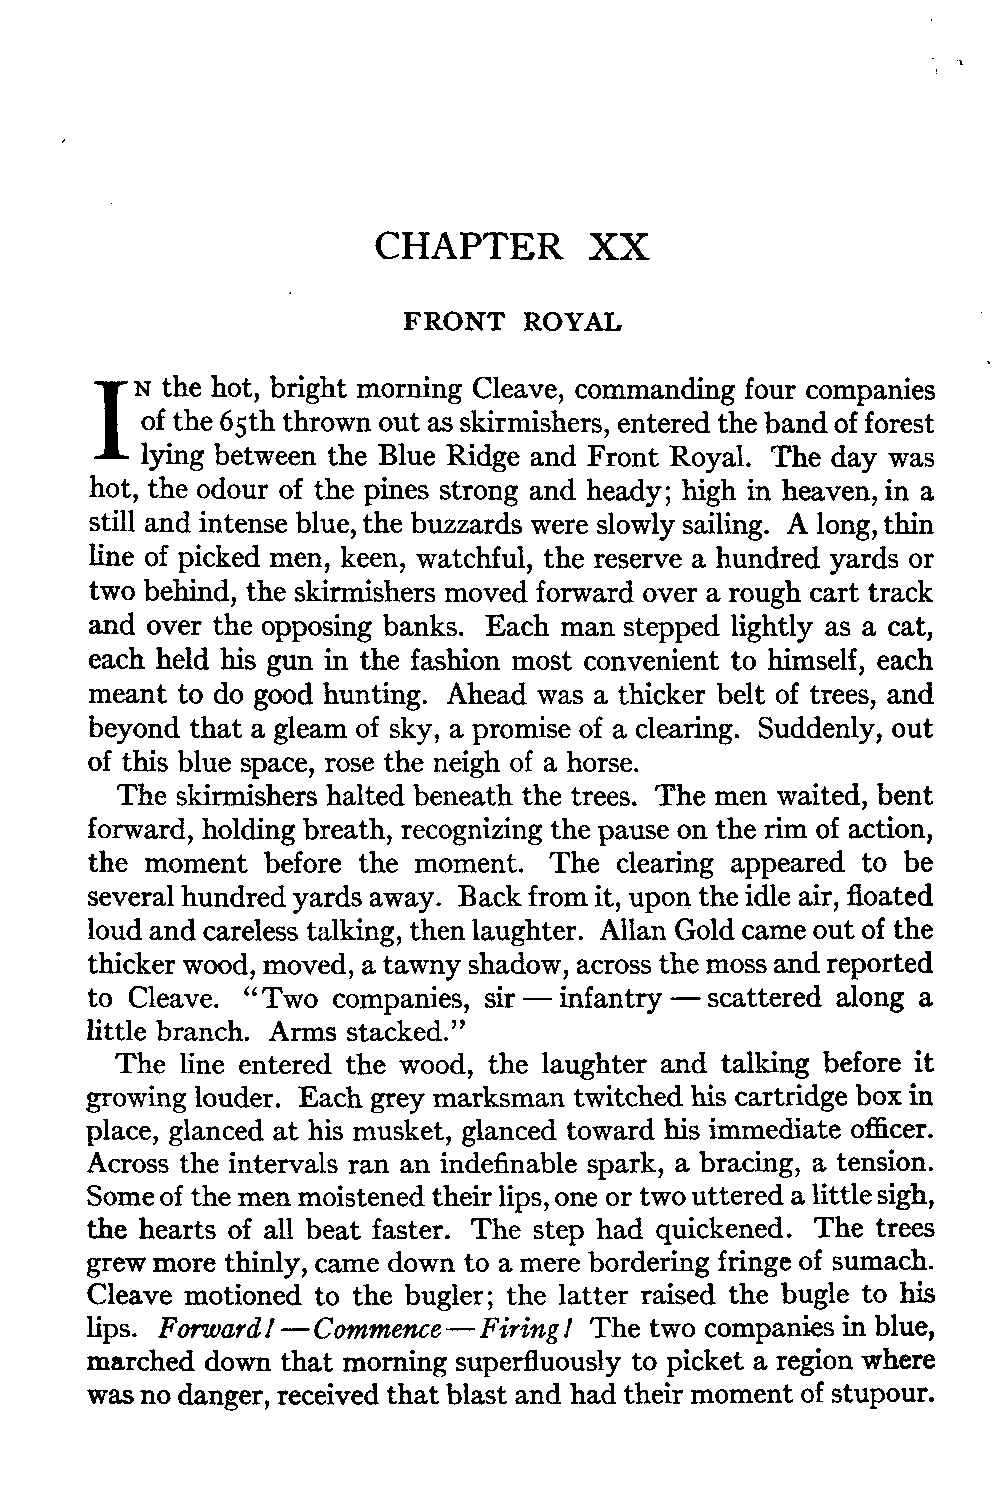 CHAPTER XX
FRONT ROYAL
IN the hot, bright morning Cleave, commanding four companies
of the 65th thrown out as skirmishers, entered the band of forest
lying between the Blue Ridge and Front Royal. The day was
hot, the odour of the pines strong and heady; high in heaven, in a
still and intense blue, the buzzards were slowly sailing. A long, thin
line of picked men, keen, watchful, the reserve a hundred yards or
two behind, the skirmishers moved forward over a rough cart track
and over the opposing banks. Each man stepped lightly as a cat,
each held his gun in the fashion most convenient to himself, each
meant to do good hunting. Ahead was a thicker belt of trees, and
beyond that a gleam of sky, a promise of a clearing. Suddenly, out
of this blue space, rose the neigh of a horse.
The skirmishers halted beneath the trees. The men waited, bent
forward, holding breath, recognizing the pause on the rim of action,
the moment before the moment. The clearing appeared to be
several hundred yards away. Back from it, upon the idle air, floated
loud and careless talking, then laughter. Allan Gold came out of the
thicker wood, moved, a tawny shadow, across the moss and reported
to Cleave. "Two companies, sir — infantry — scattered along a
little branch. Arms stacked."
The line entered the wood, the laughter and talking before it
growing louder. Each grey marksman twitched his cartridge box in
place, glanced at his musket, glanced toward his immediate officer.
Across the intervals ran an indefinable spark, a bracing, a tension.
Some of the men moistened their lips, one or two uttered a little sigh,
the hearts of all beat faster. The step had quickened. The trees
grew more thinly, came down to a mere bordering fringe of sumach.
Cleave motioned to the bugler; the latter raised the bugle to his
lips. Forward! — Commence — Firing! The two companies in blue,
marched down that morning superfluously to picket a region where
was no danger, received that blast and had their moment of stupour.